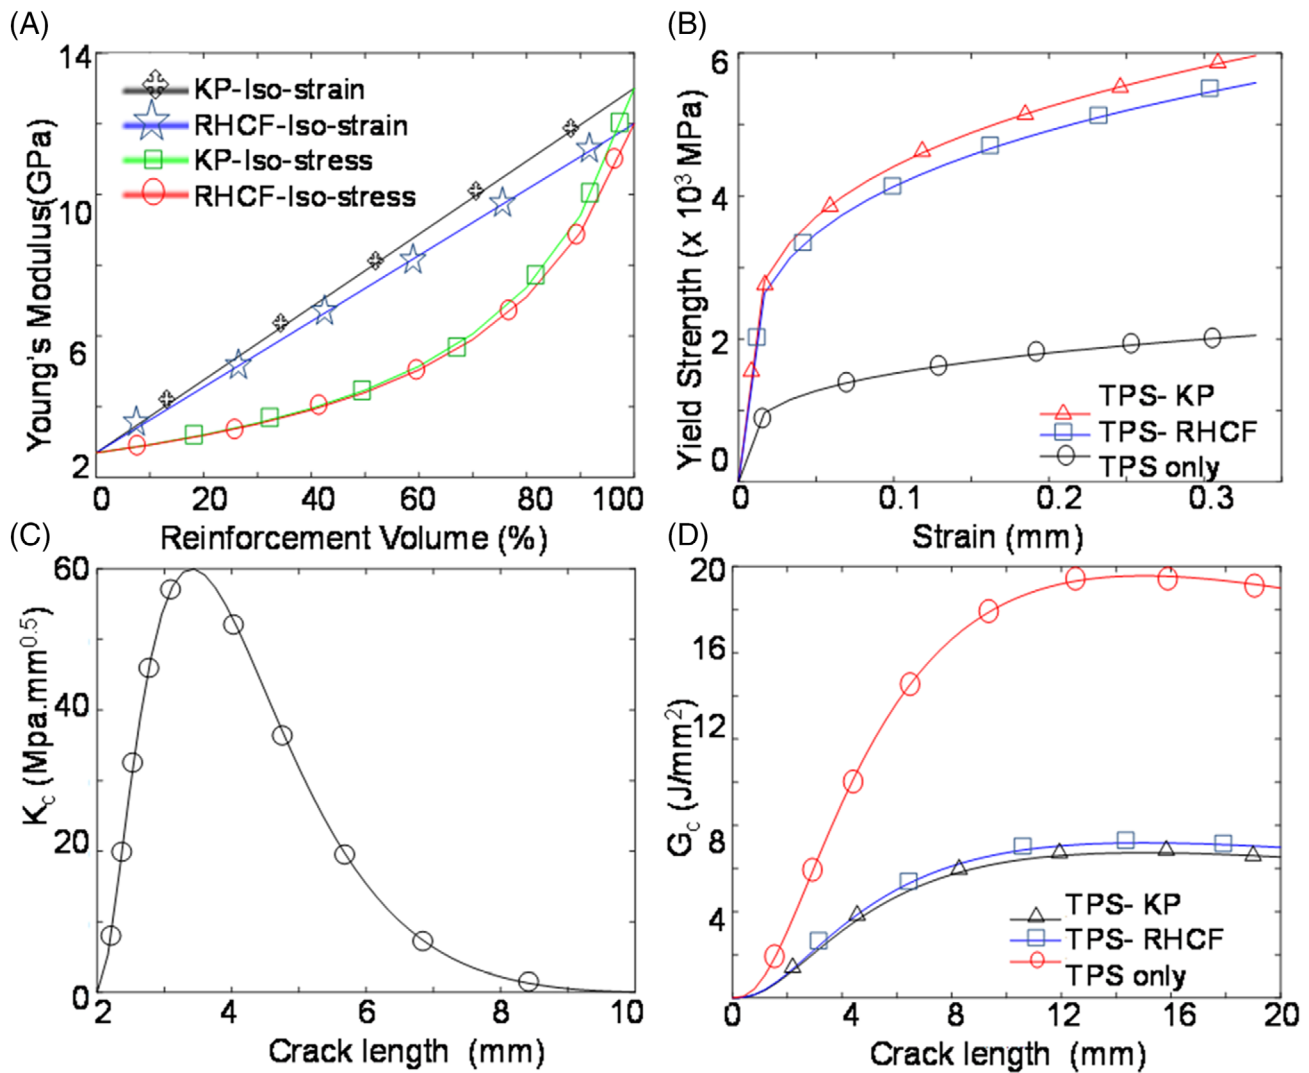 (A)
14
10
6
2
Young's Modulus(GPa)
KP-Iso-strain
RHCF-Iso-strain
KP-Iso-stress
RHCF-Iso-stress
0 20 40 60 80 100
Reinforcement Volume (%)
(B)
6
4
2
0
Yield Strength (x 10³ MPa)
TPS- KP
TPS- RHCF
TPS only
0 0.1 0.2 0.3
Strain (mm)
(C)
60
40
20
0
Kc (Mpa.mm0.5)
2 4 6 8 10
Crack length (mm)
(D)
20
16
12
8
4
Gc (J/mm²)
TPS- KP
TPS- RHCF
TPS only
0 4 8 12 16 20
Crack length (mm)